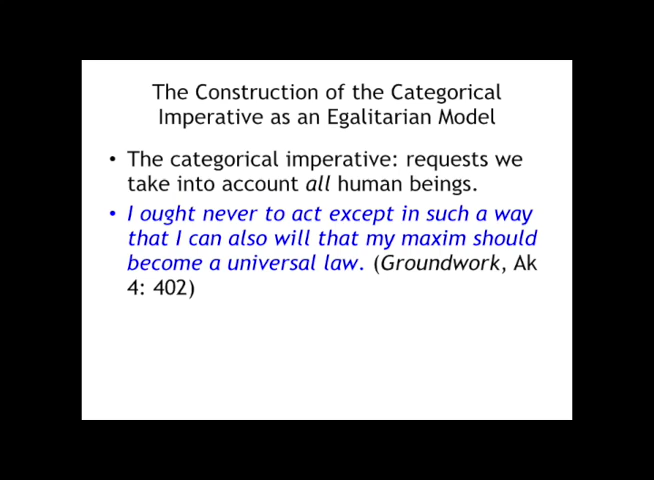 The Construction of the Categorical
Imperative as an Egalitarian Model
• The categorical imperative: requests we
take into account all human beings.
• I ought never to act except in such a way
that I can also will that my maxim should
become a universal law. (Groundwork, Ak
4: 402)